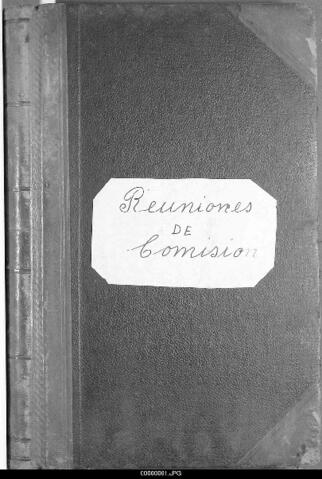 Reuniones
DE
Comision
C0000001.JPG